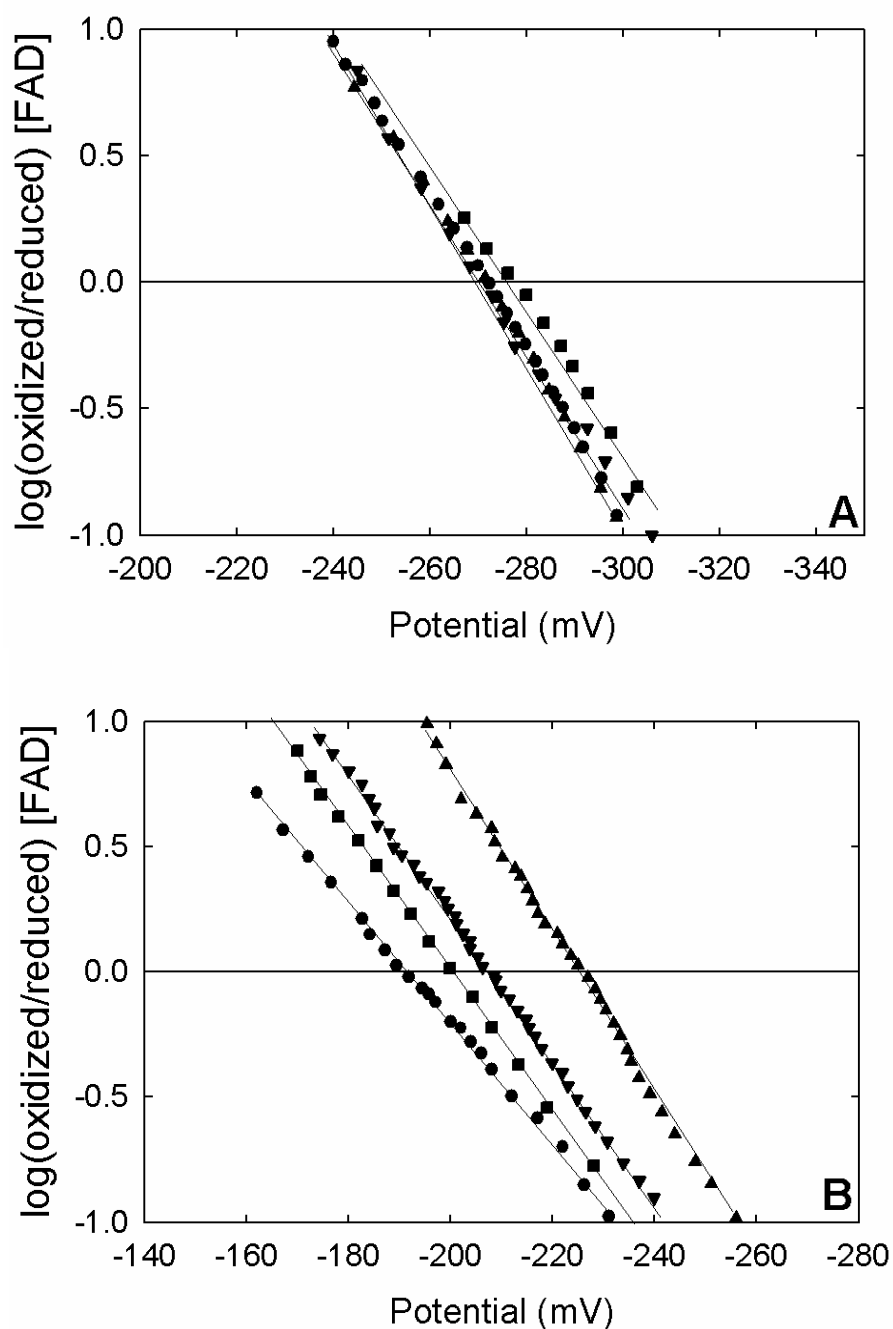 1.0
0.5
0.0
-0.5
-1.0
log(oxidized/reduced) [FAD]
A
-200 -220 -240 -260 -280 -300 -320 -340
Potential (mV)
1.0
0.5
0.0
-0.5
-1.0
log(oxidized/reduced) [FAD]
B
-140 -160 -180 -200 -220 -240 -260 -280
Potential (mV)